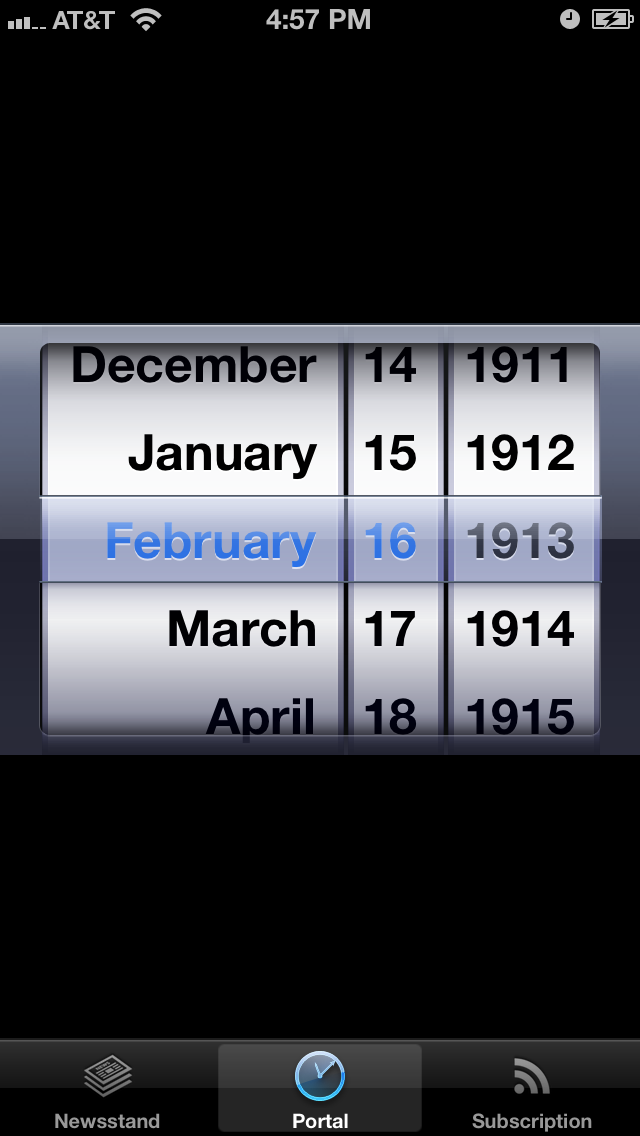 AT&T 4:57 PM
December 14 1911
January 15 1912
February 16 1913
March 17 1914
April 18 1915
Newsstand Portal Subscription